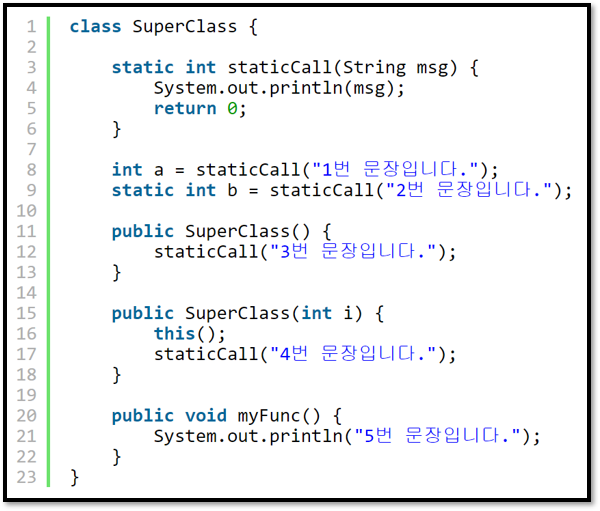 1 class SuperClass {
2
3     static int staticCall(String msg) {
4         System.out.println(msg);
5         return 0;
6     }
7
8     int a = staticCall("1번 문장입니다.");
9     static int b = staticCall("2번 문장입니다.");
10
11     public SuperClass() {
12         staticCall("3번 문장입니다.");
13     }
14
15     public SuperClass(int i) {
16         this();
17         staticCall("4번 문장입니다.");
18     }
19
20     public void myFunc() {
21         System.out.println("5번 문장입니다.");
22     }
23 }